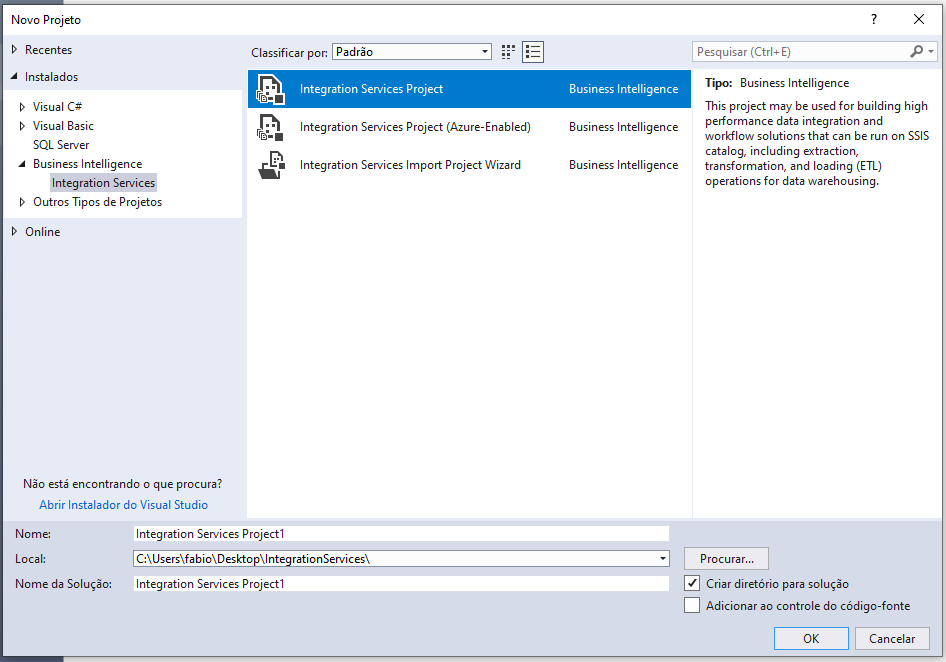 Novo Projeto
?
Recentes
Instalados
Visual C#
Visual Basic
SQL Server
Business Intelligence
Integration Services
Outros Tipos de Projetos
Online
Não está encontrando o que procura?
Abrir Instalador do Visual Studio
Classificar por: Padrão
Integration Services Project Business Intelligence
Integration Services Project (Azure-Enabled) Business Intelligence
Integration Services Import Project Wizard Business Intelligence
Pesquisar (Ctrl+E)
Tipo: Business Intelligence
This project may be used for building high
performance data integration and
workflow solutions that can be run on SSIS
catalog, including extraction,
transformation, and loading (ETL)
operations for data warehousing.
Nome: Integration Services Project1
Local: C:\Users\fabio\Desktop\IntegrationServices\ Procurar...
Nome da Solução: Integration Services Project1
Criar diretório para solução
Adicionar ao controle do código-fonte
OK Cancelar